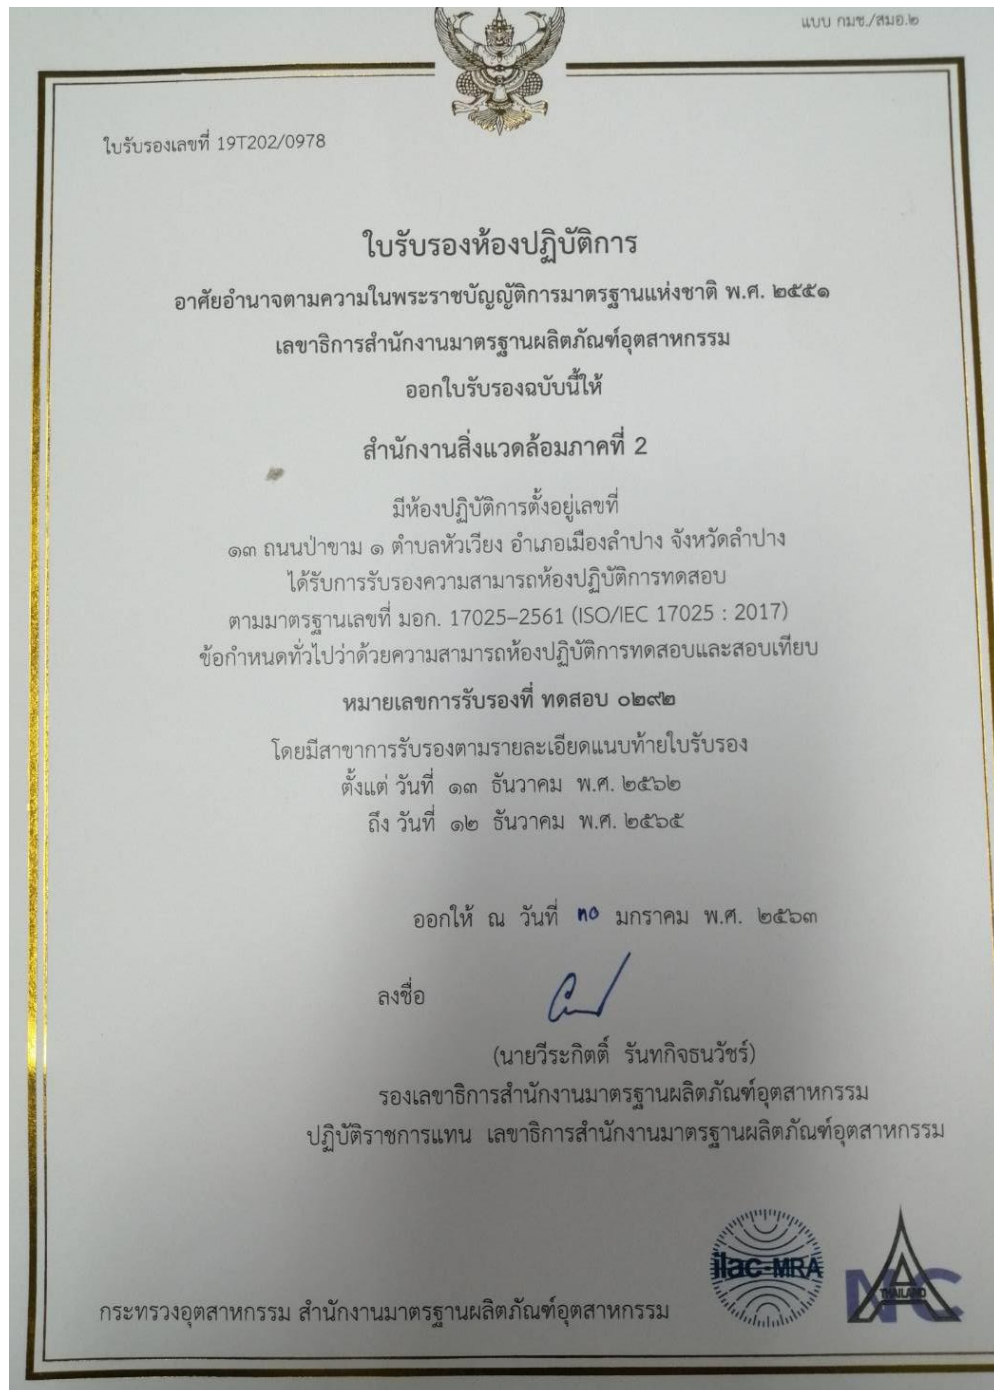 แบบ กมช./สมอ.๒
ใบรับรองเลขที่ 19T202/0978
ใบรับรองห้องปฏิบัติการ
อาศัยอำนาจตามความในพระราชบัญญัติการมาตรฐานแห่งชาติ พ.ศ. ๒๕๕๑
เลขาธิการสำนักงานมาตรฐานผลิตภัณฑ์อุตสาหกรรม
ออกใบรับรองฉบับนี้ให้
สำนักงานสิ่งแวดล้อมภาคที่ 2
มีห้องปฏิบัติการตั้งอยู่เลขที่
๑๓ ถนนป่าขาม ๑ ตำบลหัวเวียง อำเภอเมืองลำปาง จังหวัดลำปาง
ได้รับการรับรองความสามารถห้องปฏิบัติการทดสอบ
ตามมาตรฐานเลขที่ มอก. 17025–2561 (ISO/IEC 17025 : 2017)
ข้อกำหนดทั่วไปว่าด้วยความสามารถห้องปฏิบัติการทดสอบและสอบเทียบ
หมายเลขการรับรองที่ ทดสอบ ๐๒๙๒
โดยมีสาขาการรับรองตามรายละเอียดแนบท้ายใบรับรอง
ตั้งแต่ วันที่ ๑๓ ธันวาคม พ.ศ. ๒๕๖๒
ถึง วันที่ ๑๒ ธันวาคม พ.ศ. ๒๕๖๕
ออกให้ ณ วันที่ ๓๐ มกราคม พ.ศ. ๒๕๖๓
ลงชื่อ
(นายวีระกิตติ์ รันทกิจธนวัชร์)
รองเลขาธิการสำนักงานมาตรฐานผลิตภัณฑ์อุตสาหกรรม
ปฏิบัติราชการแทน เลขาธิการสำนักงานมาตรฐานผลิตภัณฑ์อุตสาหกรรม
ilac-MRA
NAC
THAILAND
กระทรวงอุตสาหกรรม สำนักงานมาตรฐานผลิตภัณฑ์อุตสาหกรรม